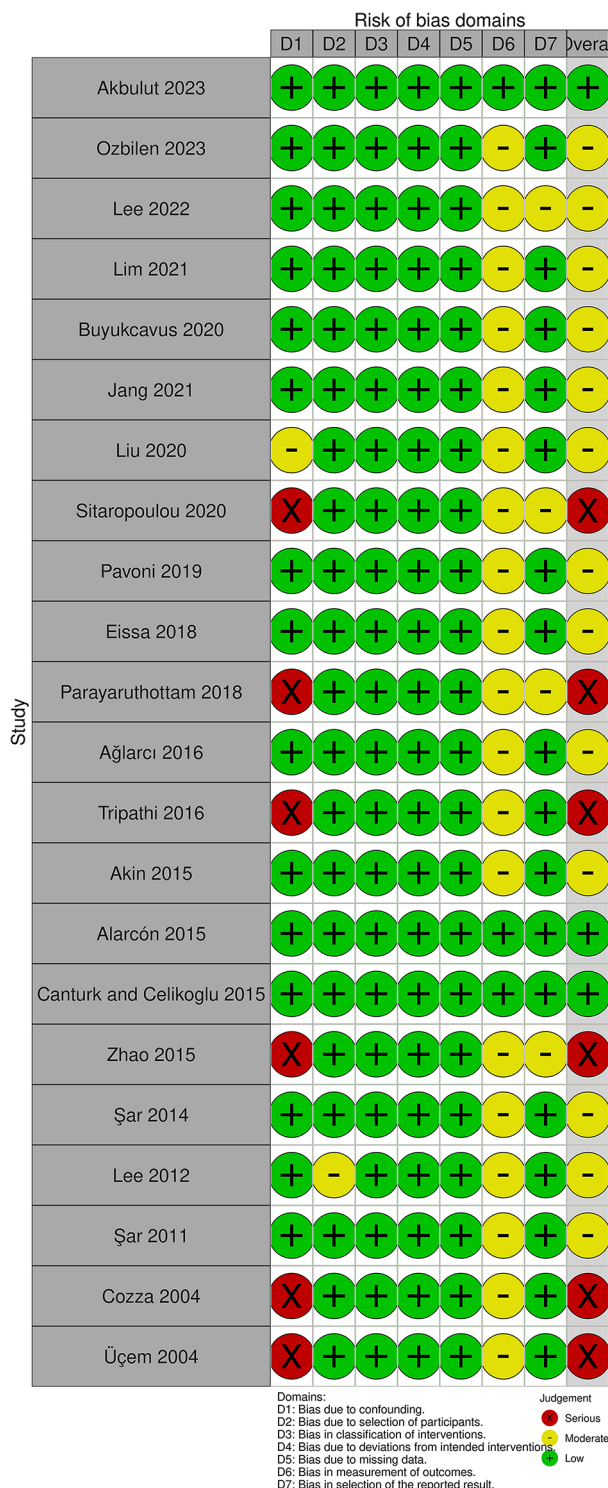 Risk of bias domains
D1 D2 D3 D4 D5 D6 D7 Overa
Study
Akbulut 2023 + + + + + + + +
Ozbilen 2023 + + + + + - + -
Lee 2022 + + + + + - - -
Lim 2021 + + + + + - + -
Buyukcavus 2020 + + + + + - + -
Jang 2021 + + + + + - + -
Liu 2020 - + + + + - + -
Sitaropoulou 2020 X + + + + - - X
Pavoni 2019 + + + + + - + -
Eissa 2018 + + + + + - + -
Parayaruthottam 2018 X + + + + - - X
Ağlarcı 2016 + + + + + - + -
Tripathi 2016 X + + + + - + X
Akin 2015 + + + + + - + -
Alarcón 2015 + + + + + + + +
Canturk and Celikoglu 2015 + + + + + + + +
Zhao 2015 X + + + + - - X
Şar 2014 + + + + + - + -
Lee 2012 + - + + + - + -
Şar 2011 + + + + + - + -
Cozza 2004 X + + + + - + X
Üçem 2004 X + + + + - + X
Domains:
D1: Bias due to confounding.
D2: Bias due to selection of participants.
D3: Bias in classification of interventions.
D4: Bias due to deviations from intended interventions.
D5: Bias due to missing data.
D6: Bias in measurement of outcomes.
D7: Bias in selection of the reported result.
Judgement
X Serious
- Moderate
+ Low